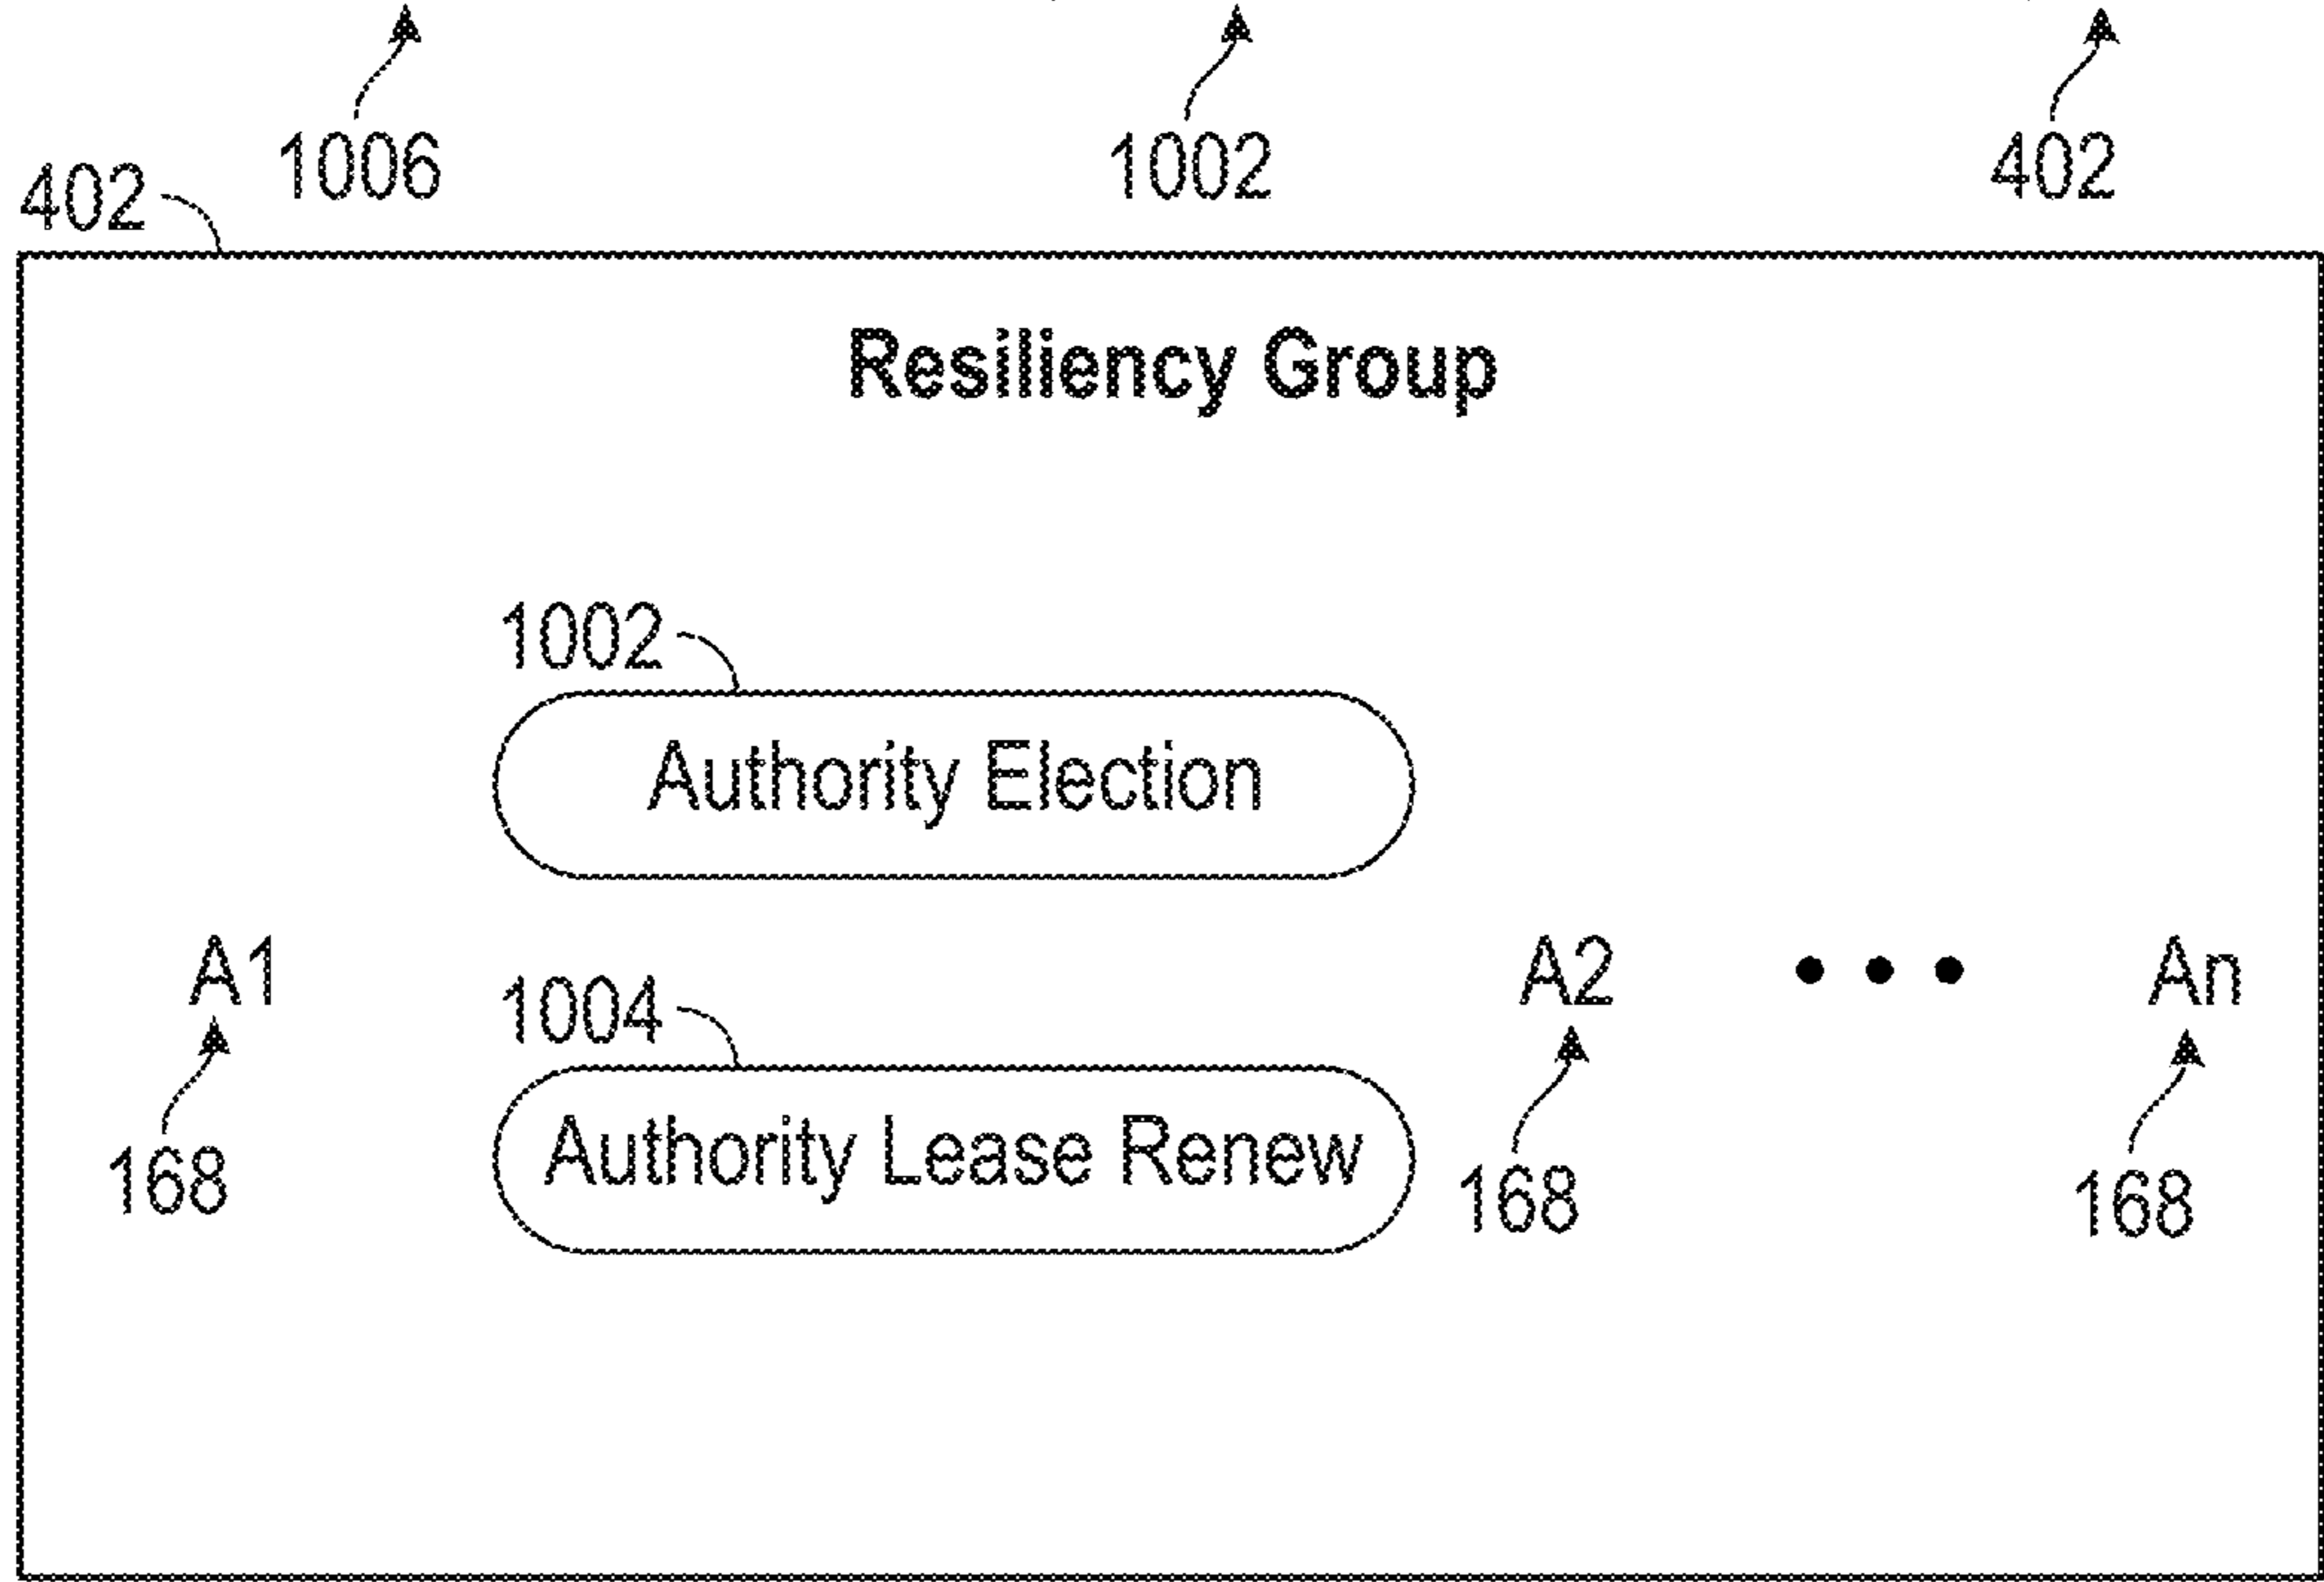 1006 1002 402
402
Resiliency Group
1002
Authority Election
A1 A2 • • • An
1004
Authority Lease Renew
168 168 168